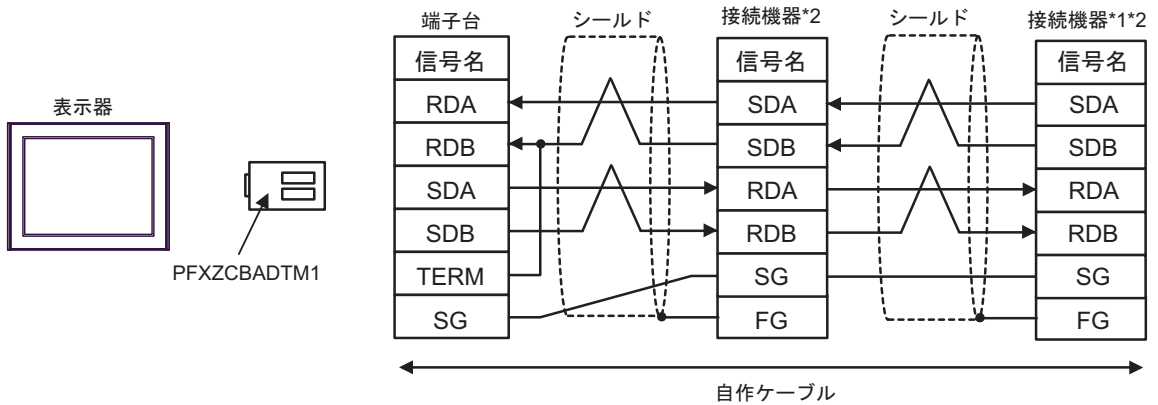 表示器
PFXZCBADTM1
端子台
信号名
RDA
RDB
SDA
SDB
TERM
SG
シールド
接続機器*2
信号名
SDA
SDB
RDA
RDB
SG
FG
シールド
接続機器*1*2
信号名
SDA
SDB
RDA
RDB
SG
FG
自作ケーブル